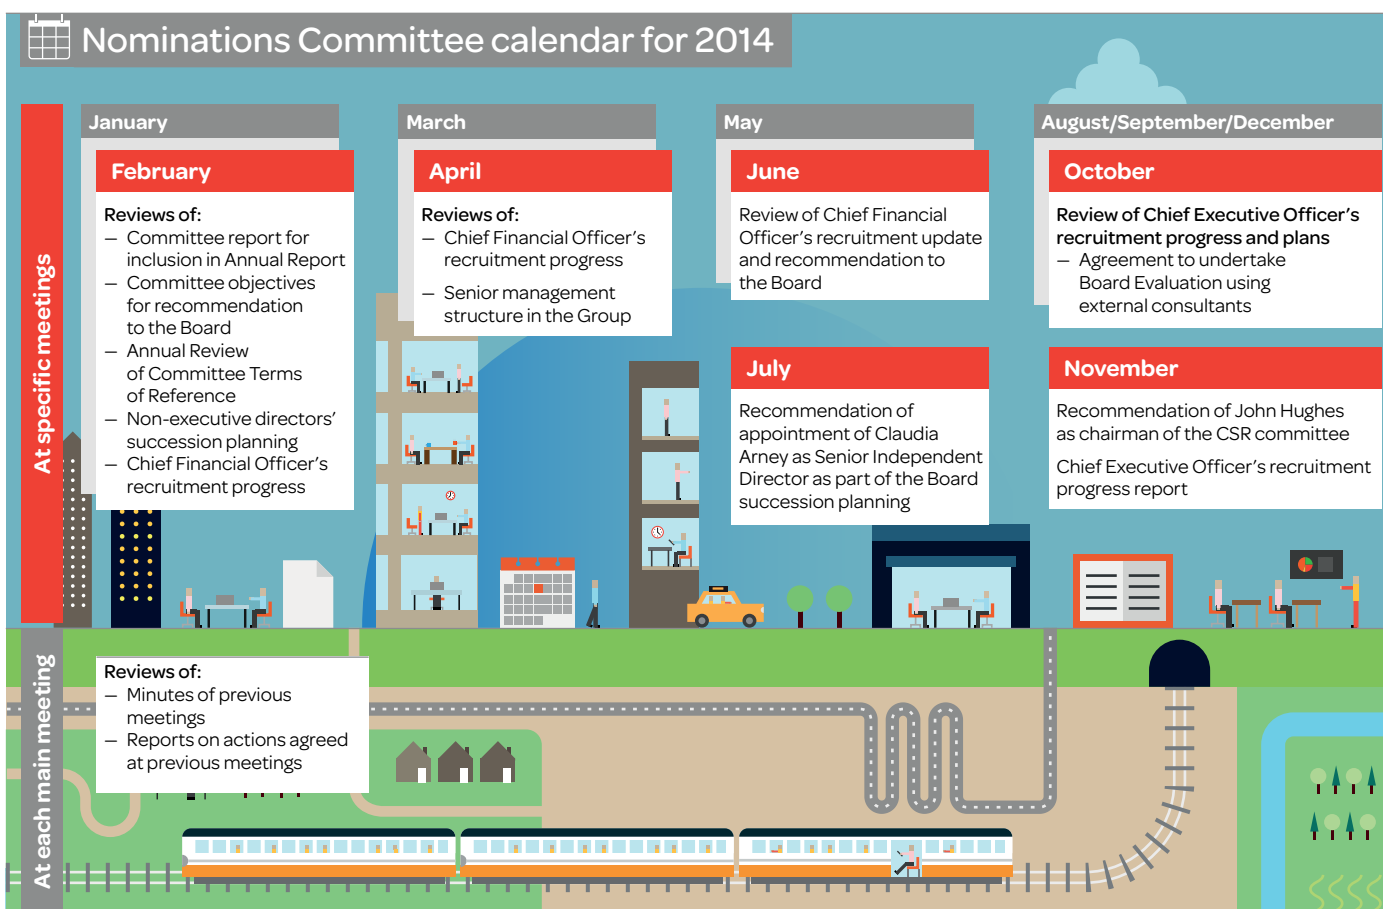 Nominations Committee calendar for 2014
At specific meetings
January
February
Reviews of:
— Committee report for
inclusion in Annual Report
— Committee objectives
for recommendation
to the Board
— Annual Review
of Committee Terms
of Reference
— Non-executive directors’
succession planning
— Chief Financial Officer’s
recruitment progress
March
April
Reviews of:
— Chief Financial Officer’s
recruitment progress
— Senior management
structure in the Group
May
June
Review of Chief Financial
Officer’s recruitment update
and recommendation to
the Board
July
Recommendation of
appointment of Claudia
Arney as Senior Independent
Director as part of the Board
succession planning
August/September/December
October
Review of Chief Executive Officer’s
recruitment progress and plans
— Agreement to undertake
Board Evaluation using
external consultants
November
Recommendation of John Hughes
as chairman of the CSR committee
Chief Executive Officer’s recruitment
progress report
At each main meeting
Reviews of:
— Minutes of previous
meetings
— Reports on actions agreed
at previous meetings